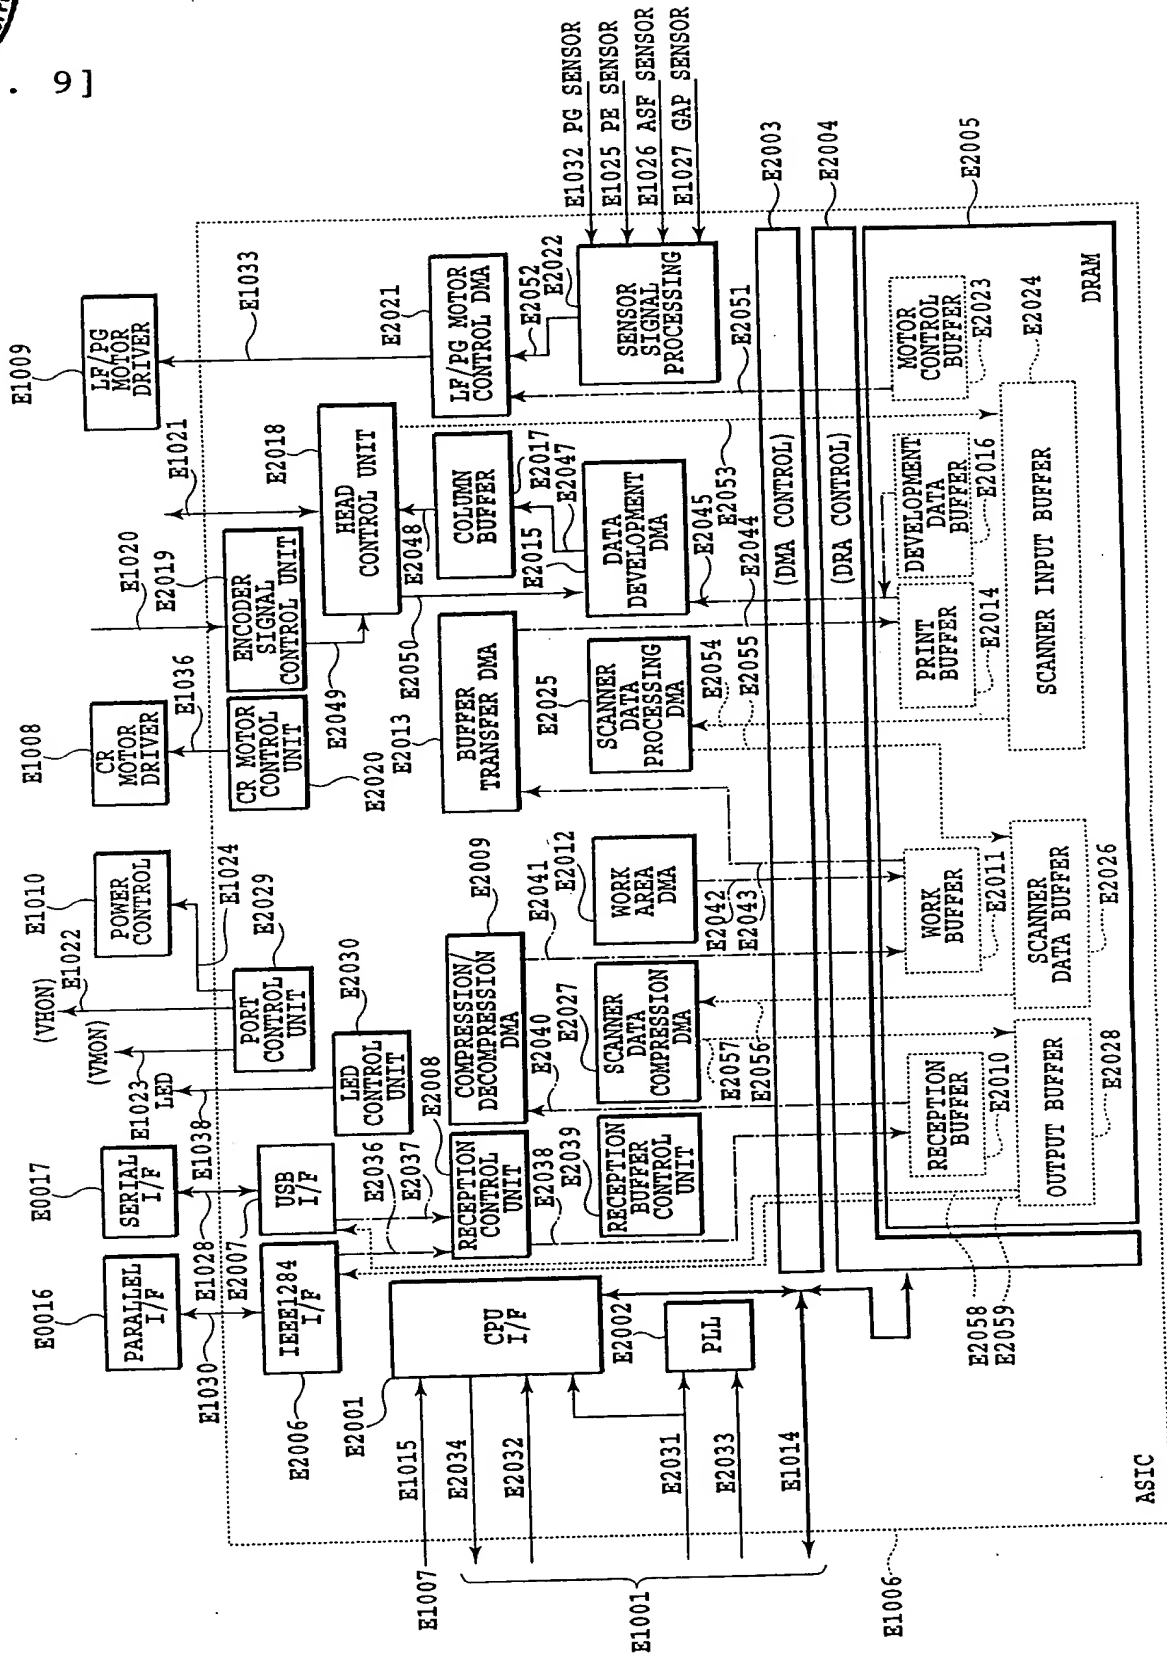 . 9]
E0016
PARALLEL
I/F
E1030
E0017
SERIAL
I/F
E1028
E2007
E1038
LED
E1023
(VMON)
(VHON)
E1022
E1010
POWER
CONTROL
E1024
E1008
CR
MOTOR
DRIVER
E1036
E1020
E1021
E1009
LF/PG
MOTOR
DRIVER
E1033
E2006
IEEE1284
I/F
USB
I/F
PORT
CONTROL
UNIT
E2029
LED
CONTROL
UNIT
E2030
CR MOTOR
CONTROL
UNIT
E2020
ENCODER
SIGNAL
CONTROL UNIT
E2019
E2049
HEAD
CONTROL UNIT
E2018
E2001
CPU
I/F
E2036
E2037
E2008
RECEPTION
CONTROL
UNIT
E2038
COMPRESSION/
DECOMPRESSION
DMA
E2009
E2013
BUFFER
TRANSFER DMA
E2050
E2048
COLUMN
BUFFER
E2017
E2047
E2021
LF/PG MOTOR
CONTROL DMA
E2052
E2022
E2002
PLL
E2039
RECEPTION
BUFFER
CONTROL
UNIT
E2040
E2027
SCANNER
DATA
COMPRESSION
DMA
E2041
E2012
WORK
AREA
DMA
E2025
SCANNER
DATA
PROCESSING
DMA
E2015
DATA
DEVELOPMENT
DMA
SENSOR
SIGNAL
PROCESSING
E1032 PG SENSOR
E1025 PE SENSOR
E1026 ASF SENSOR
E1027 GAP SENSOR
E2057
E2056
E2042
E2043
E2054
E2055
E2045
E2053
E2044
E2051
(DMA CONTROL)
E2003
(DRA CONTROL)
E2004
E2005
RECEPTION
BUFFER
E2010
WORK
BUFFER
E2011
PRINT
BUFFER
E2014
DEVELOPMENT
DATA
BUFFER
E2016
MOTOR
CONTROL
BUFFER
E2023
OUTPUT BUFFER
E2028
SCANNER
DATA BUFFER
E2026
SCANNER INPUT BUFFER
E2024
DRAM
E2058
E2059
E1007
E1015
E2034
E2032
E2031
E2033
E1014
E1001
E1006
ASIC